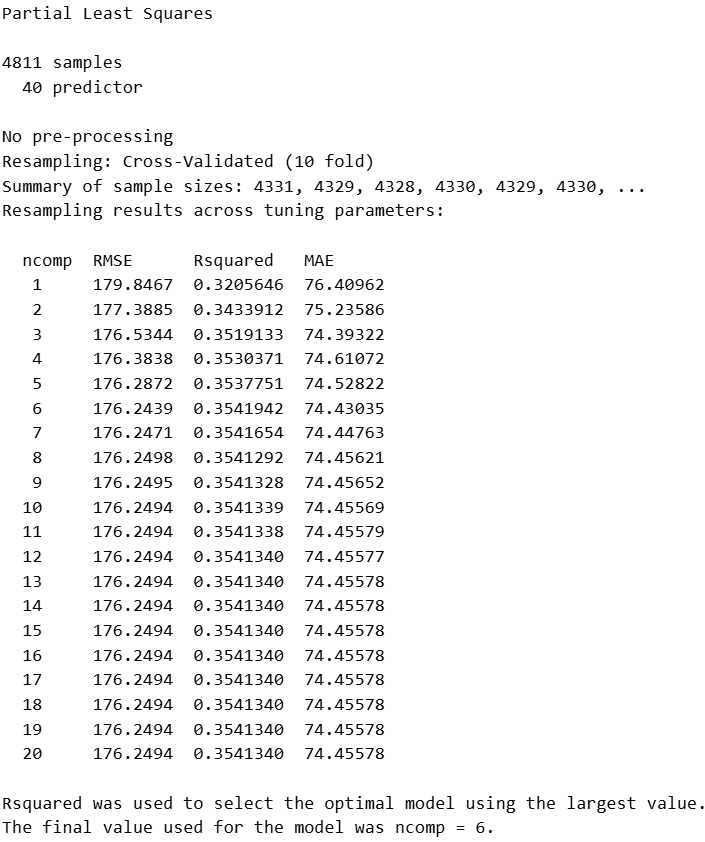 Partial Least Squares
4811 samples
40 predictor
No pre-processing
Resampling: Cross-Validated (10 fold)
Summary of sample sizes: 4331, 4329, 4328, 4330, 4329, 4330, ...
Resampling results across tuning parameters:
ncomp RMSE Rsquared MAE
1 179.8467 0.3205646 76.40962
2 177.3885 0.3433912 75.23586
3 176.5344 0.3519133 74.39322
4 176.3838 0.3530371 74.61072
5 176.2872 0.3537751 74.52822
6 176.2439 0.3541942 74.43035
7 176.2471 0.3541654 74.44763
8 176.2498 0.3541292 74.45621
9 176.2495 0.3541328 74.45652
10 176.2494 0.3541339 74.45569
11 176.2494 0.3541338 74.45579
12 176.2494 0.3541340 74.45577
13 176.2494 0.3541340 74.45578
14 176.2494 0.3541340 74.45578
15 176.2494 0.3541340 74.45578
16 176.2494 0.3541340 74.45578
17 176.2494 0.3541340 74.45578
18 176.2494 0.3541340 74.45578
19 176.2494 0.3541340 74.45578
20 176.2494 0.3541340 74.45578
Rsquared was used to select the optimal model using the largest value.
The final value used for the model was ncomp = 6.